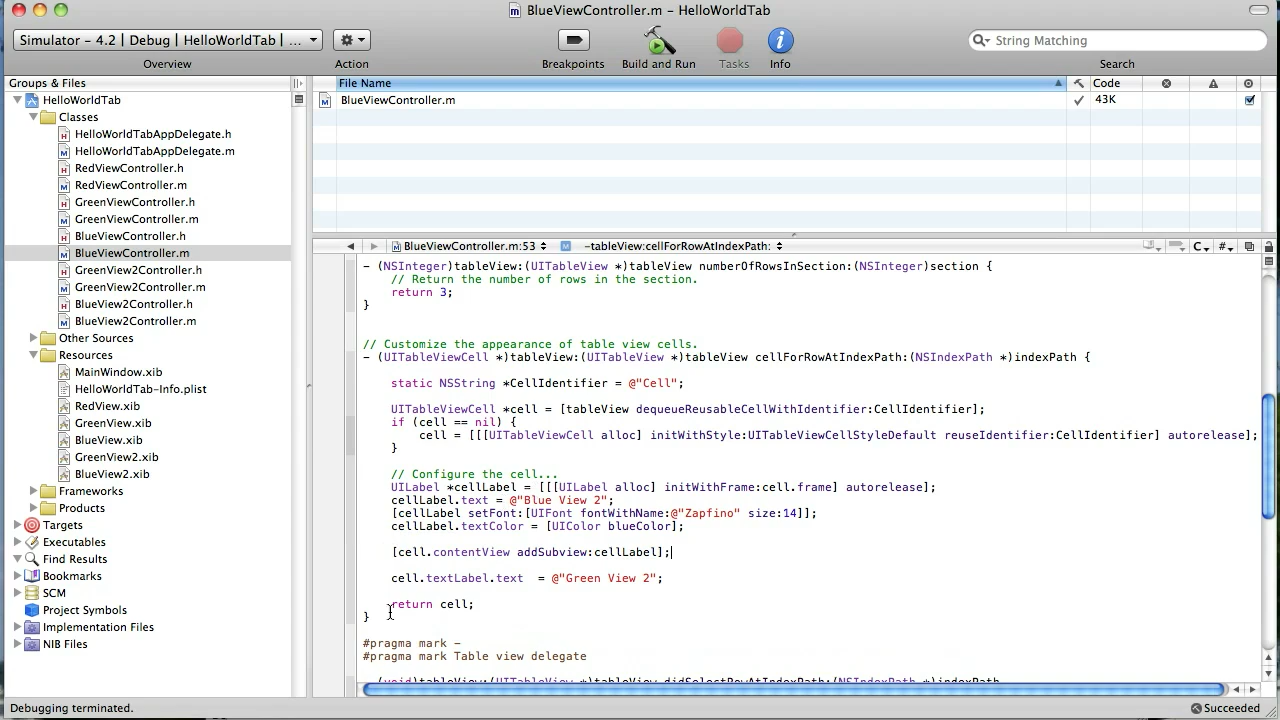 BlueViewController.m - HelloWorldTab
Simulator - 4.2 | Debug | HelloWorldTab | ...
String Matching
Overview
Action
Breakpoints
Build and Run
Tasks
Info
Search
Groups & Files
File Name
Code
HelloWorldTab
BlueViewController.m
43K
Classes
HelloWorldTabAppDelegate.h
HelloWorldTabAppDelegate.m
RedViewController.h
RedViewController.m
GreenViewController.h
GreenViewController.m
BlueViewController.h
BlueViewController.m
GreenView2Controller.h
GreenView2Controller.m
BlueView2Controller.h
BlueView2Controller.m
Other Sources
Resources
MainWindow.xib
HelloWorldTab-Info.plist
RedView.xib
GreenView.xib
BlueView.xib
GreenView2.xib
BlueView2.xib
Frameworks
Products
Targets
Executables
Find Results
Bookmarks
SCM
Project Symbols
Implementation Files
NIB Files
BlueViewController.m:53
-tableView:cellForRowAtIndexPath:
C
#
- (NSInteger)tableView:(UITableView *)tableView numberOfRowsInSection:(NSInteger)section {
// Return the number of rows in the section.
return 3;
}
// Customize the appearance of table view cells.
- (UITableViewCell *)tableView:(UITableView *)tableView cellForRowAtIndexPath:(NSIndexPath *)indexPath {
static NSString *CellIdentifier = @"Cell";
UITableViewCell *cell = [tableView dequeueReusableCellWithIdentifier:CellIdentifier];
if (cell == nil) {
cell = [[[UITableViewCell alloc] initWithStyle:UITableViewCellStyleDefault reuseIdentifier:CellIdentifier] autorelease];
}
// Configure the cell...
UILabel *cellLabel = [[[UILabel alloc] initWithFrame:cell.frame] autorelease];
cellLabel.text = @"Blue View 2";
[cellLabel setFont:[UIFont fontWithName:@"Zapfino" size:14]];
cellLabel.textColor = [UIColor blueColor];
[cell.contentView addSubview:cellLabel];
cell.textLabel.text  = @"Green View 2";
return cell;
}
#pragma mark -
#pragma mark Table view delegate
- (void)tableView:(UITableView *)tableView didSelectRowAtIndexPath:(NSIndexPath *)indexPath
Debugging terminated.
Succeeded